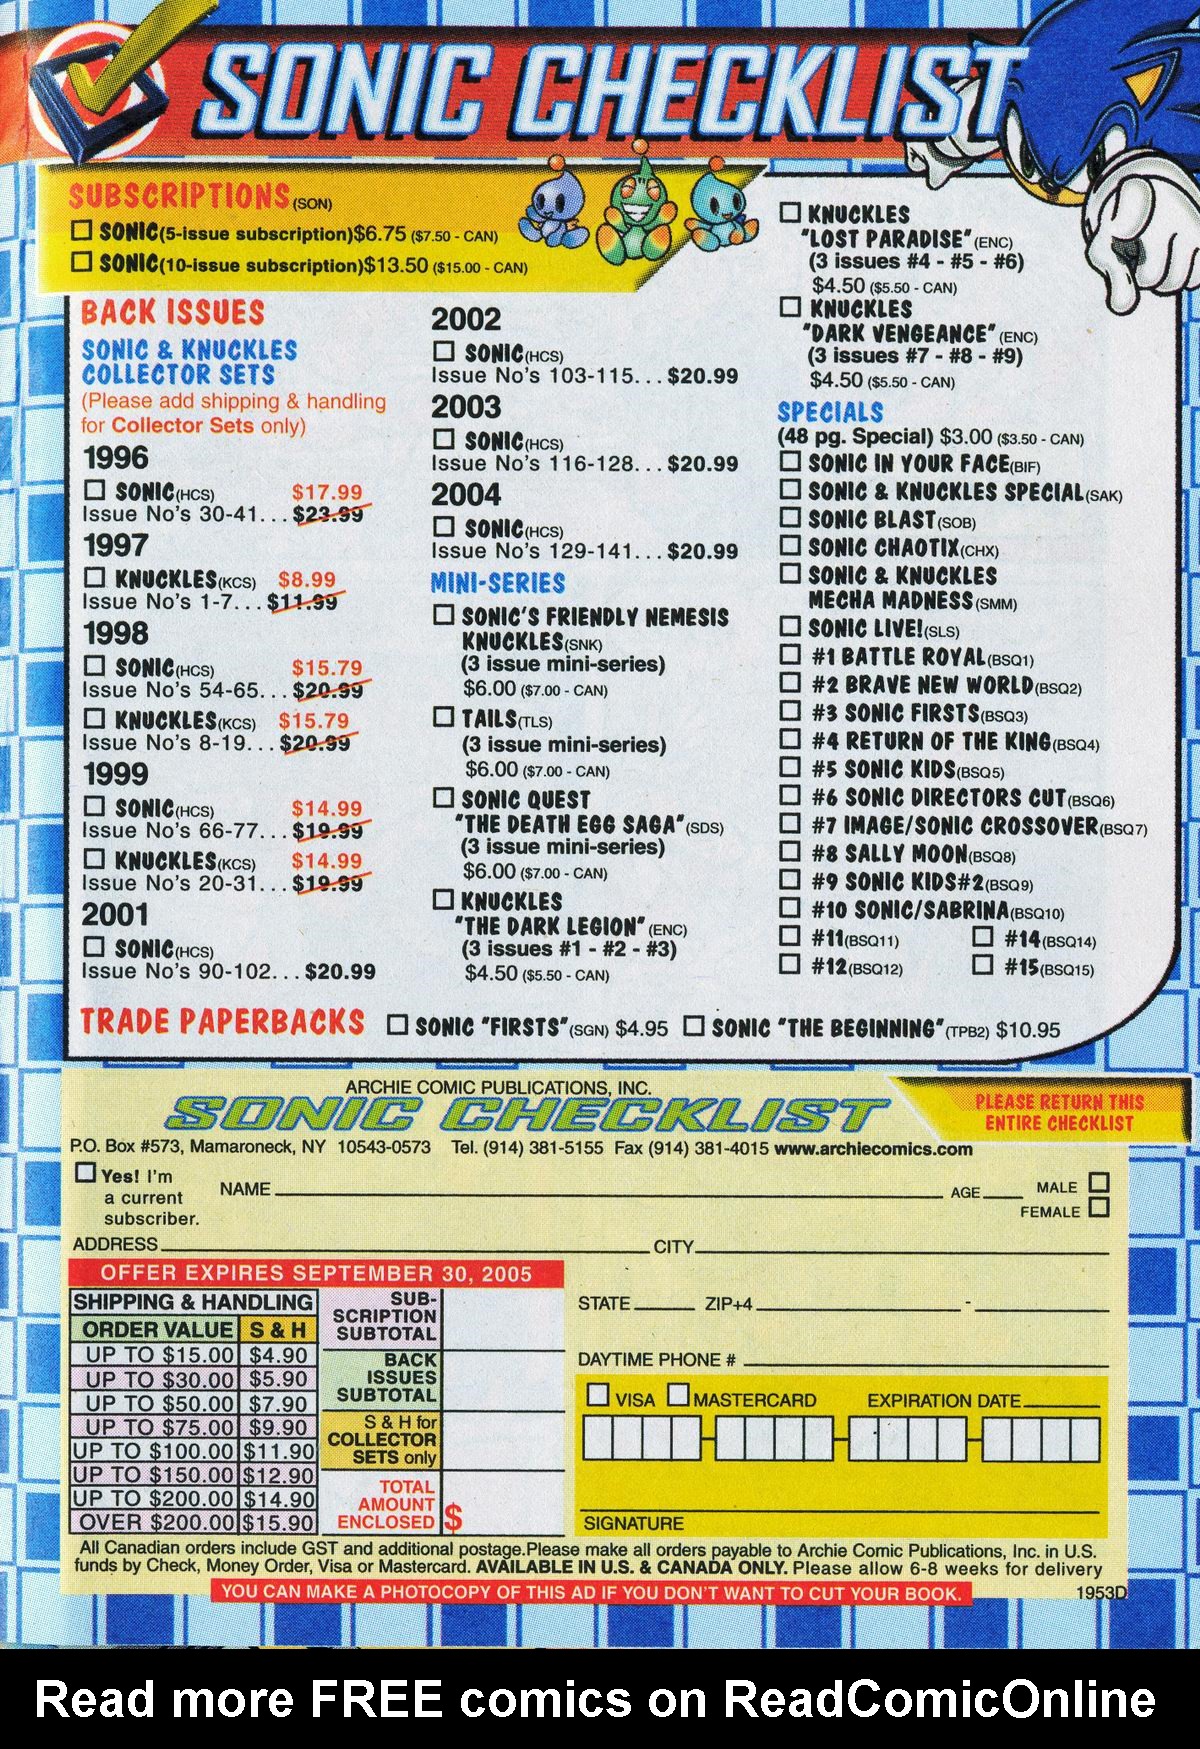 SONIC CHECKLIST
SUBSCRIPTIONS(SON)
SONIC(5-issue subscription)$6.75 ($7.50 - CAN)
SONIC(10-issue subscription)$13.50 ($15.00 - CAN)
BACK ISSUES
SONIC & KNUCKLES
COLLECTOR SETS
(Please add shipping & handling
for Collector Sets only)
1996
SONIC(HCS) $17.99
Issue No's 30-41... $23.99
1997
KNUCKLES(KCS) $8.99
Issue No's 1-7... $11.99
1998
SONIC(HCS) $15.79
Issue No's 54-65... $20.99
KNUCKLES(KCS) $15.79
Issue No's 8-19... $20.99
1999
SONIC(HCS) $14.99
Issue No's 66-77... $19.99
KNUCKLES(KCS) $14.99
Issue No's 20-31... $19.99
2001
SONIC(HCS)
Issue No's 90-102... $20.99
2002
SONIC(HCS)
Issue No's 103-115... $20.99
2003
SONIC(HCS)
Issue No's 116-128... $20.99
2004
SONIC(HCS)
Issue No's 129-141... $20.99
MINI-SERIES
SONIC'S FRIENDLY NEMESIS
KNUCKLES(SNK)
(3 issue mini-series)
$6.00 ($7.00 - CAN)
TAILS(TLS)
(3 issue mini-series)
$6.00 ($7.00 - CAN)
SONIC QUEST
"THE DEATH EGG SAGA"(SDS)
(3 issue mini-series)
$6.00 ($7.00 - CAN)
KNUCKLES
"THE DARK LEGION"(ENC)
(3 issues #1 - #2 - #3)
$4.50 ($5.50 - CAN)
KNUCKLES
"LOST PARADISE"(ENC)
(3 issues #4 - #5 - #6)
$4.50 ($5.50 - CAN)
KNUCKLES
"DARK VENGEANCE"(ENC)
(3 issues #7 - #8 - #9)
$4.50 ($5.50 - CAN)
SPECIALS
(48 pg. Special) $3.00 ($3.50 - CAN)
SONIC IN YOUR FACE(BIF)
SONIC & KNUCKLES SPECIAL(SAK)
SONIC BLAST(SOB)
SONIC CHAOTIX(CHX)
SONIC & KNUCKLES
MECHA MADNESS(SMM)
SONIC LIVE!(SLS)
#1 BATTLE ROYAL(BSQ1)
#2 BRAVE NEW WORLD(BSQ2)
#3 SONIC FIRSTS(BSQ3)
#4 RETURN OF THE KING(BSQ4)
#5 SONIC KIDS(BSQ5)
#6 SONIC DIRECTORS CUT(BSQ6)
#7 IMAGE/SONIC CROSSOVER(BSQ7)
#8 SALLY MOON(BSQ8)
#9 SONIC KIDS#2(BSQ9)
#10 SONIC/SABRINA(BSQ10)
#11(BSQ11) #14(BSQ14)
#12(BSQ12) #15(BSQ15)
TRADE PAPERBACKS SONIC "FIRSTS"(SGN) $4.95 SONIC "THE BEGINNING"(TPB2) $10.95
ARCHIE COMIC PUBLICATIONS, INC.
SONIC CHECKLIST
PLEASE RETURN THIS
ENTIRE CHECKLIST
P.O. Box #573, Mamaroneck, NY 10543-0573 Tel. (914) 381-5155 Fax (914) 381-4015 www.archiecomics.com
Yes! I'm
a current
subscriber.
NAME AGE MALE
FEMALE
ADDRESS CITY
OFFER EXPIRES SEPTEMBER 30, 2005
SHIPPING & HANDLING
ORDER VALUE S & H
UP TO $15.00 $4.90
UP TO $30.00 $5.90
UP TO $50.00 $7.90
UP TO $75.00 $9.90
UP TO $100.00 $11.90
UP TO $150.00 $12.90
UP TO $200.00 $14.90
OVER $200.00 $15.90
SUB-
SCRIPTION
SUBTOTAL
BACK
ISSUES
SUBTOTAL
S & H for
COLLECTOR
SETS only
TOTAL
AMOUNT
ENCLOSED $
STATE ZIP+4 -
DAYTIME PHONE #
VISA MASTERCARD EXPIRATION DATE
SIGNATURE
All Canadian orders include GST and additional postage.Please make all orders payable to Archie Comic Publications, Inc. in U.S.
funds by Check, Money Order, Visa or Mastercard. AVAILABLE IN U.S. & CANADA ONLY. Please allow 6-8 weeks for delivery
YOU CAN MAKE A PHOTOCOPY OF THIS AD IF YOU DON'T WANT TO CUT YOUR BOOK.
1953D
Read more FREE comics on ReadComicOnline